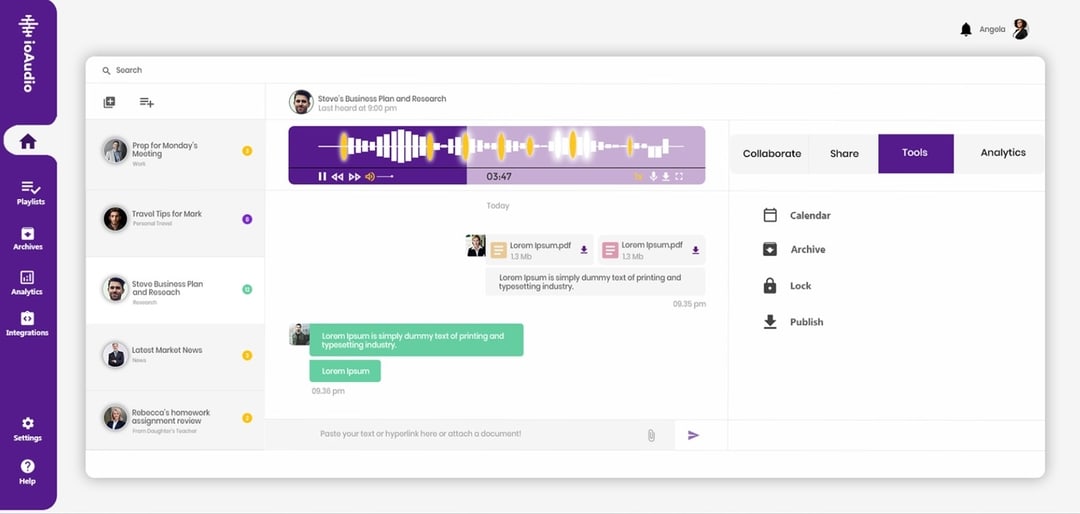 ioAudio
Angela
Search
Playlists
Archives
Analytics
Integrations
Settings
Help
Prep for Monday's
Meeting
Work
2
Travel Tips for Mark
Personal Travel
8
Steve Business Plan
and Reseach
Research
12
Latest Market News
News
3
Rebecca's homework
assignment review
From Daughter's Teacher
2
Steve's Business Plan and Research
Last heard at 9:00 pm
03:47
1x
Today
Lorem Ipsum.pdf
1.3 Mb
Lorem Ipsum.pdf
1.3 Mb
Lorem Ipsum is simply dummy text of printing and
typesetting industry.
09.35 pm
Lorem Ipsum is simply dummy text of printing and
typesetting industry.
Lorem Ipsum
09.36 pm
Paste your text or hyperlink here or attach a document!
Collaborate
Share
Tools
Analytics
Calendar
Archive
Lock
Publish